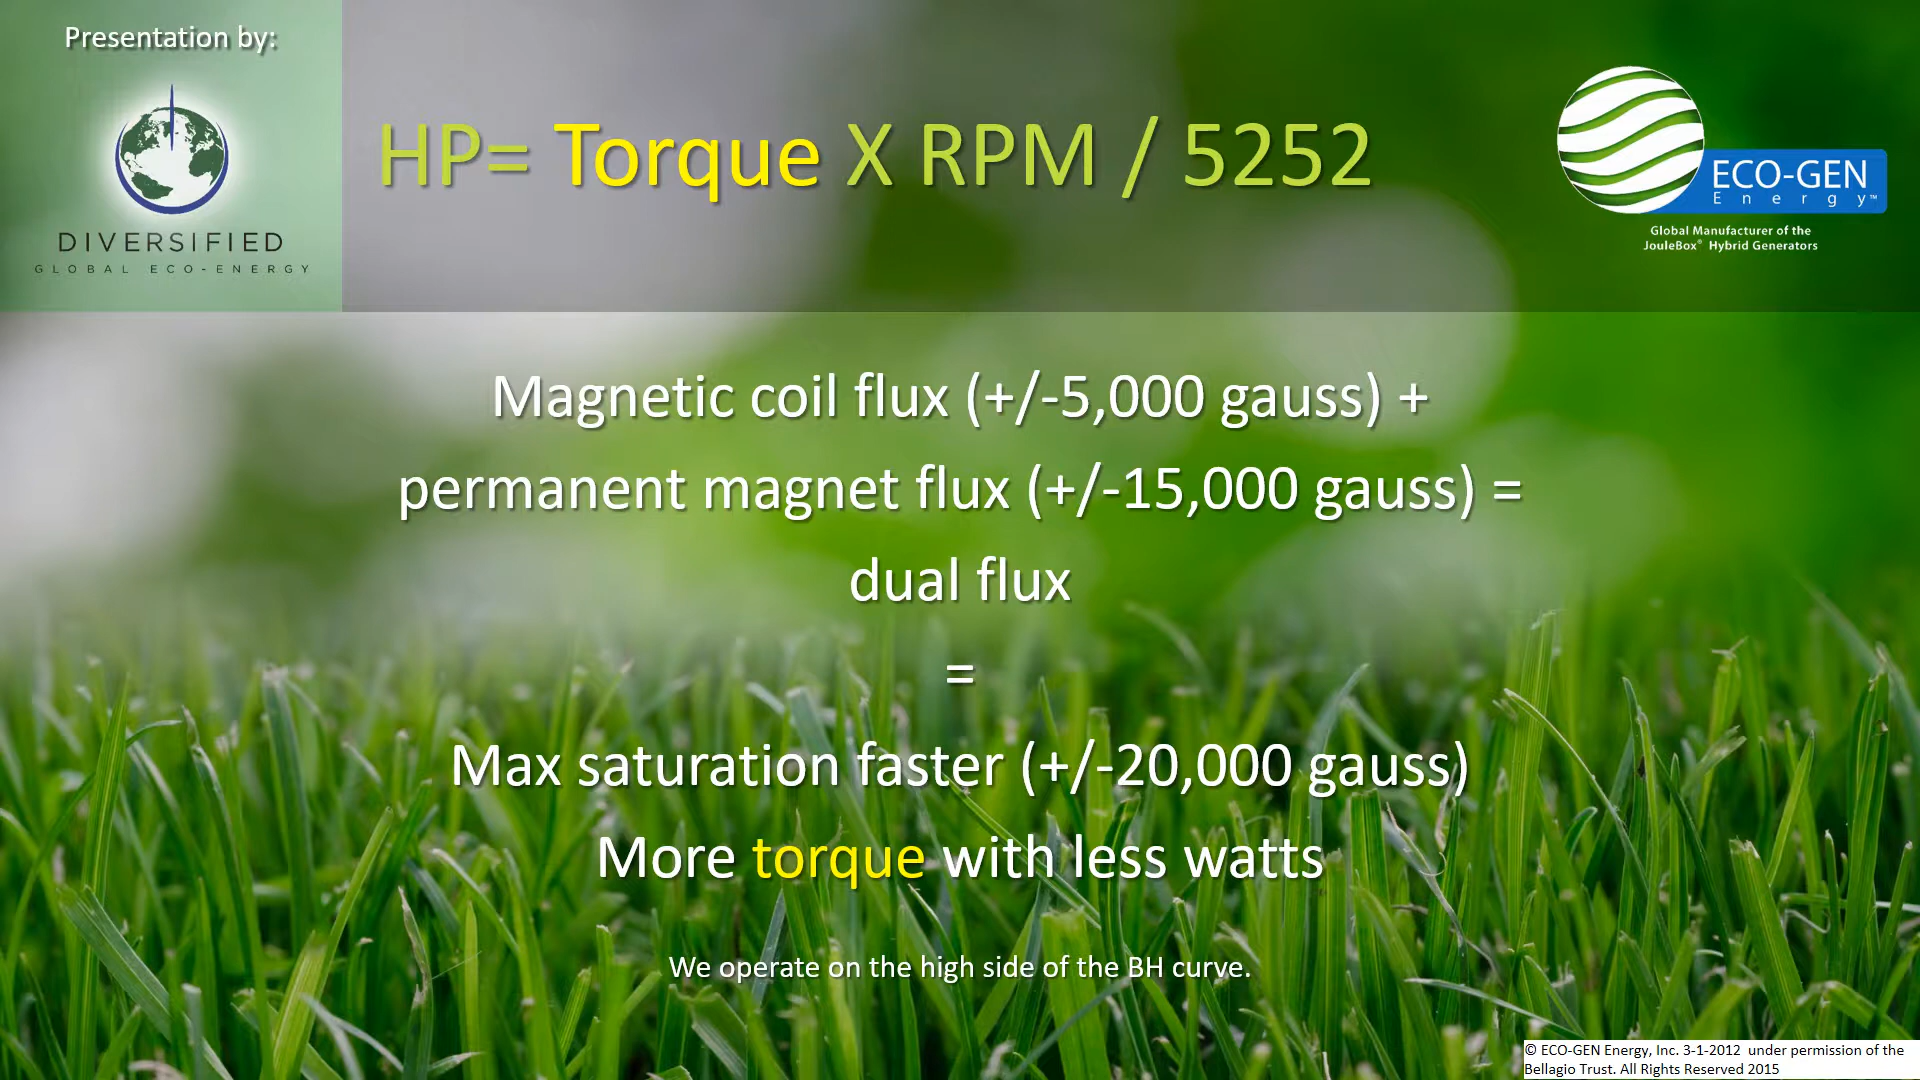 Presentation by:
DIVERSIFIED
GLOBAL ECO-ENERGY
HP= Torque X RPM / 5252
ECO-GEN
Energy™
Global Manufacturer of the
JouleBox® Hybrid Generators
Magnetic coil flux (+/-5,000 gauss) +
permanent magnet flux (+/-15,000 gauss) =
dual flux
=
Max saturation faster (+/-20,000 gauss)
More torque with less watts
We operate on the high side of the BH curve.
© ECO-GEN Energy, Inc. 3-1-2012 under permission of the
Bellagio Trust. All Rights Reserved 2015